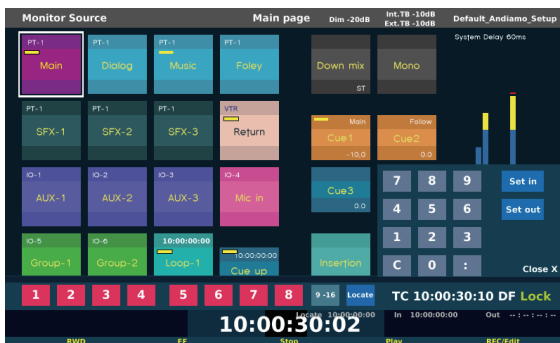 Monitor Source
Main page
Dim -20dB
Int.TB -10dB
Ext.TB -10dB
Default_Andiamo_Setup
System Delay 60ms
PT-1
Main
PT-1
Dialog
PT-1
Music
PT-1
Foley
Down mix
ST
Mono
PT-1
SFX-1
PT-1
SFX-2
PT-1
SFX-3
VTR
Return
Main
Cue1
-10.0
Follow
Cue2
0.0
IO-1
AUX-1
IO-2
AUX-2
IO-3
AUX-3
IO-4
Mic in
Cue3
0.0
7 8 9 Set in
4 5 6 Set out
1 2 3
C 0 : Close X
IO-5
Group-1
IO-6
Group-2
10:00:00:00
Loop-1
10:00:00:00
Cue up
Insertion
1 2 3 4 5 6 7 8 9 -16 Locate TC 10:00:30:10 DF Lock
Locate 10:00:00:00 In 10:00:00:00 Out --:--:--:--
10:00:30:02
RWD FF Stop Play REC/Edit